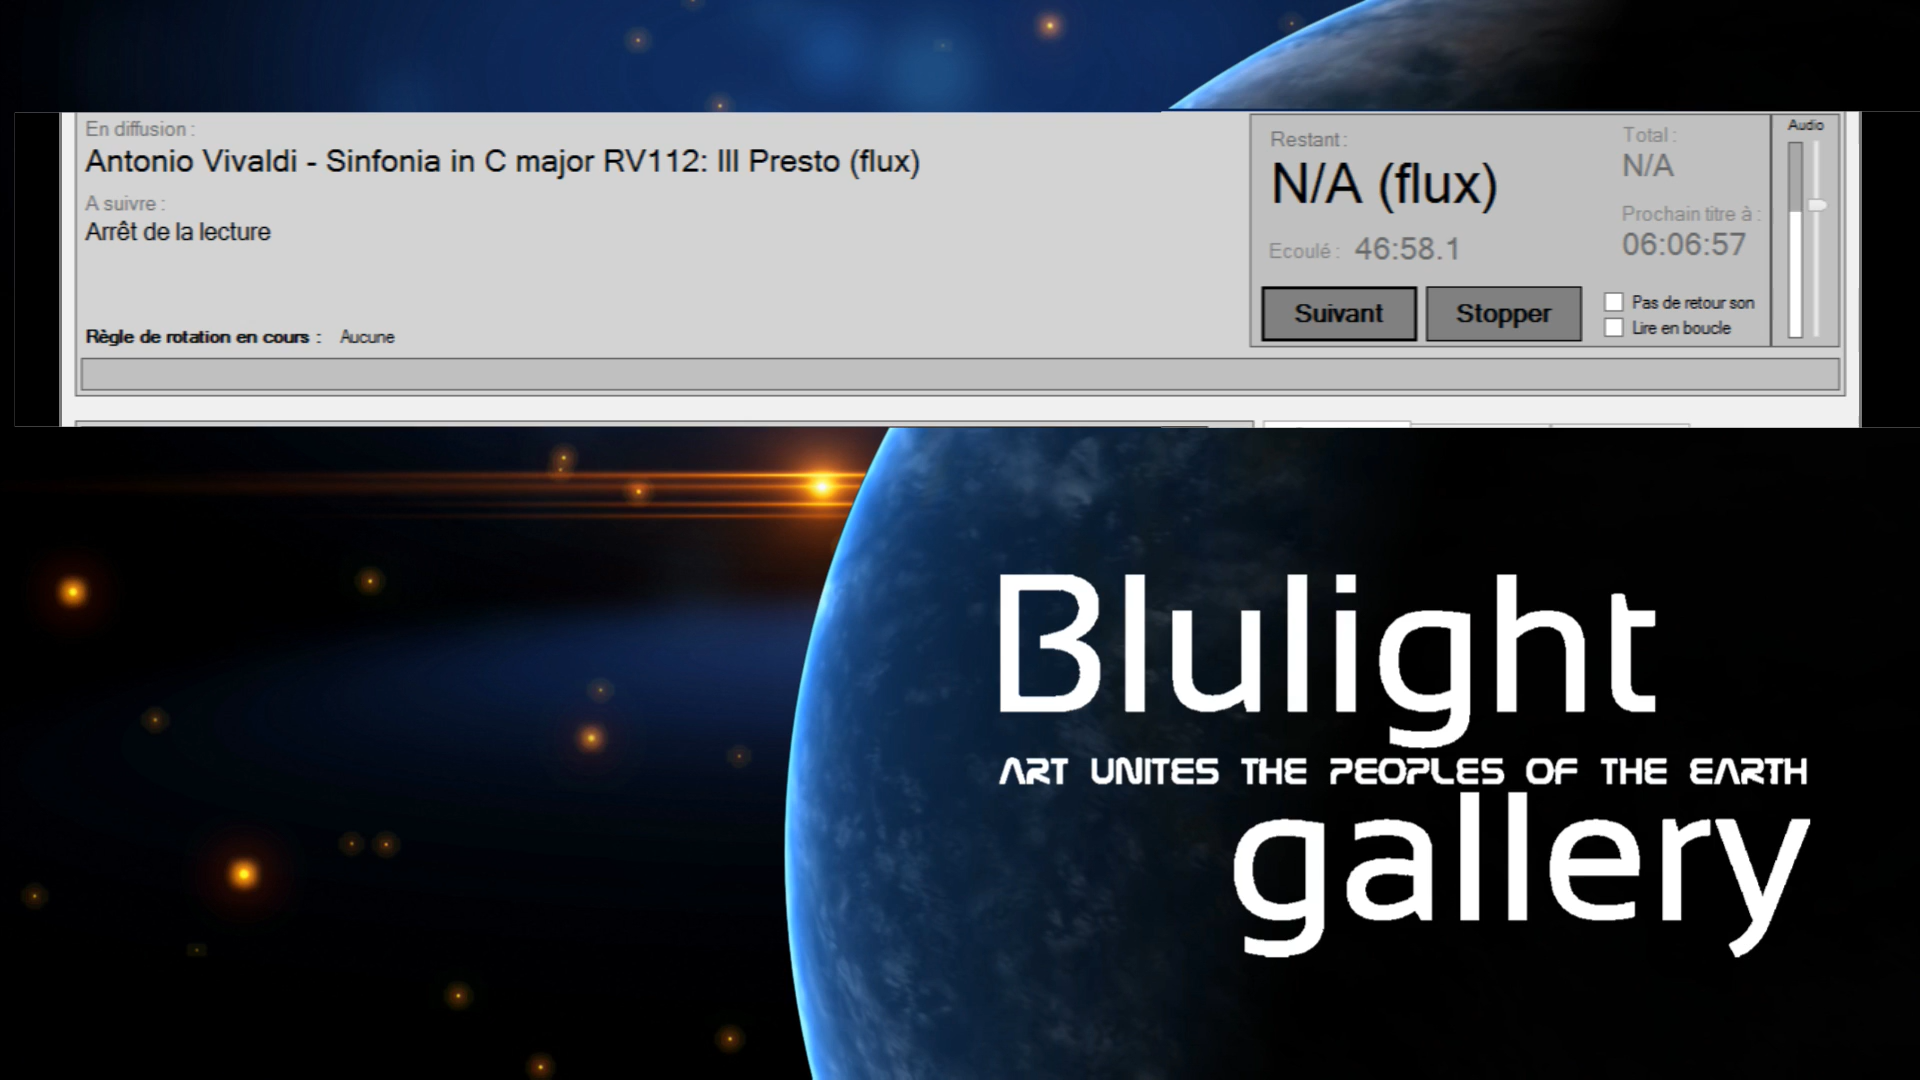 En diffusion :
Antonio Vivaldi - Sinfonia in C major RV112: III Presto (flux)
A suivre :
Arrêt de la lecture
Règle de rotation en cours : Aucune
Restant :
N/A (flux)
Ecoulé : 46:58.1
Total :
N/A
Prochain titre à :
06:06:57
Suivant
Stopper
Pas de retour son
Lire en boucle
Audio
Blulight
ART UNITES THE PEOPLES OF THE EARTH
gallery